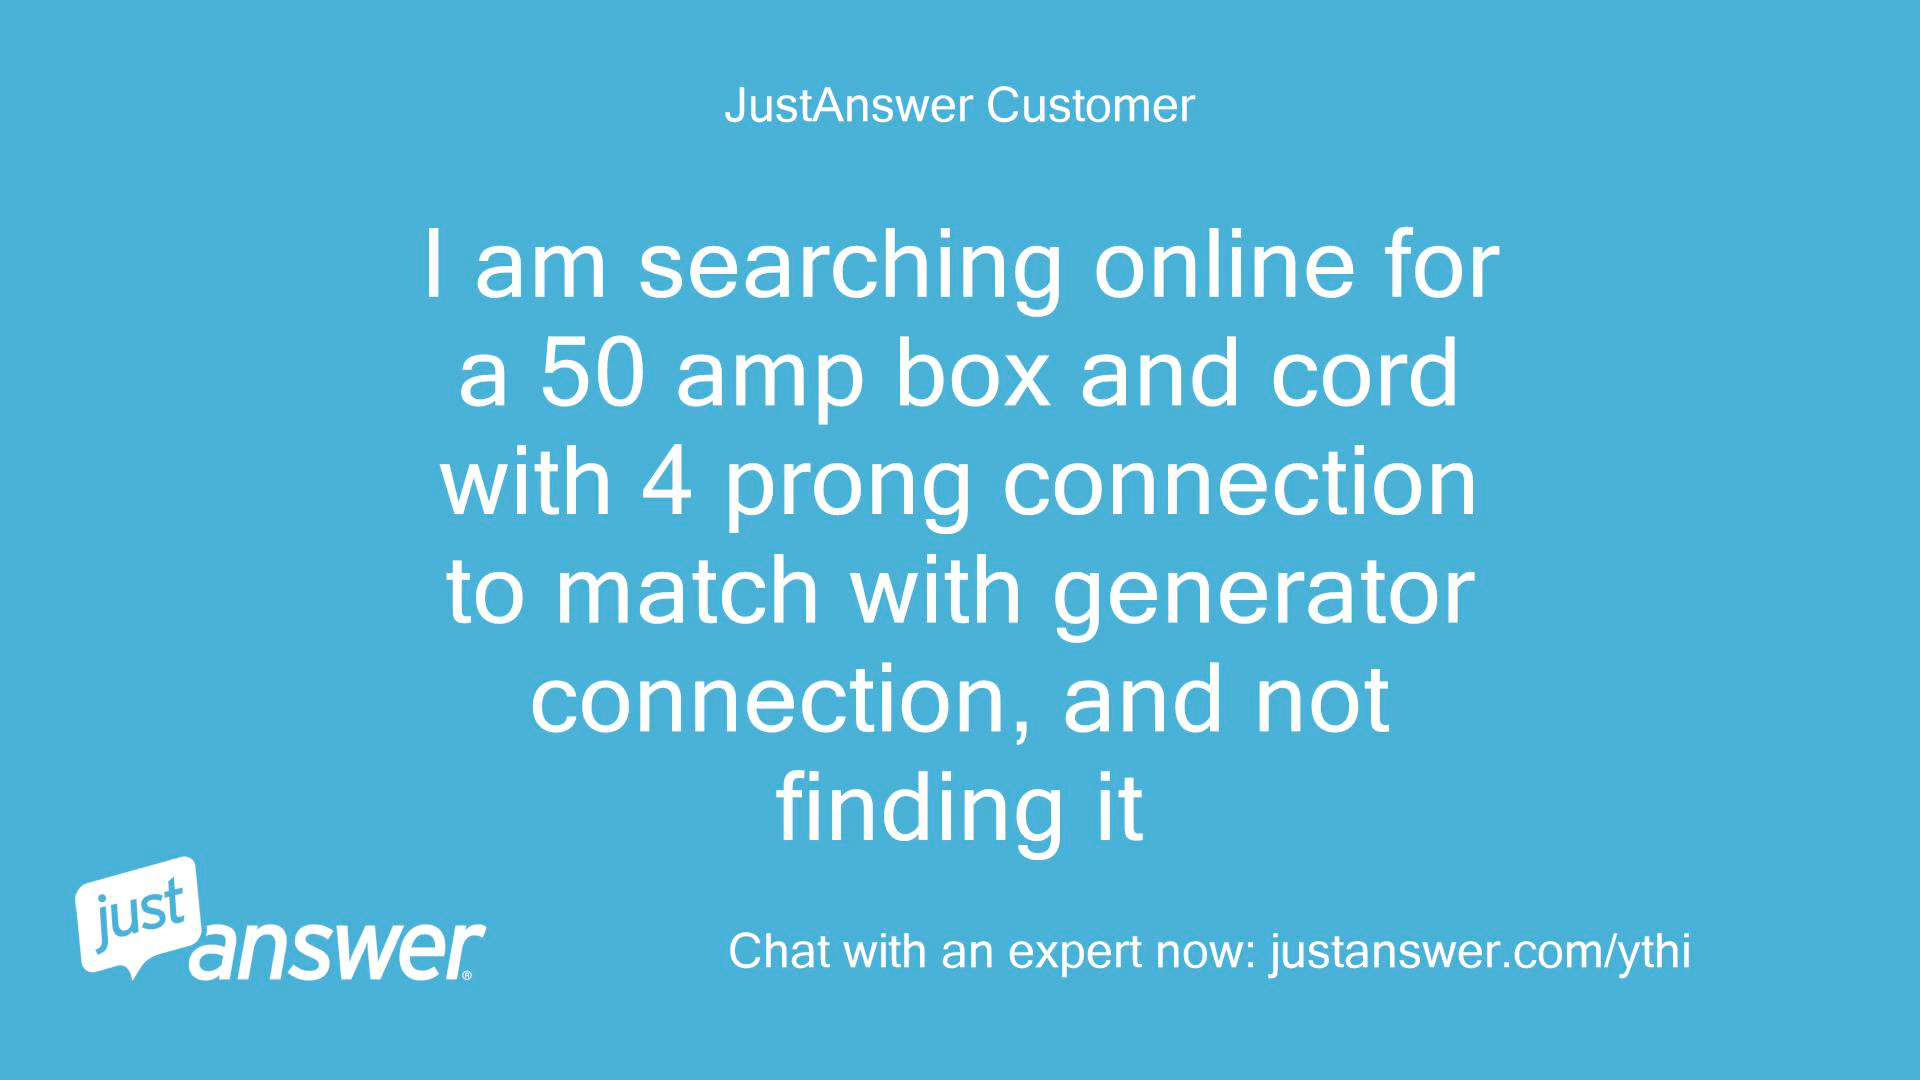 JustAnswer Customer
I am searching online for
a 50 amp box and cord
with 4 prong connection
to match with generator
connection, and not
finding it
just
answer®
Chat with an expert now: justanswer.com/ythi